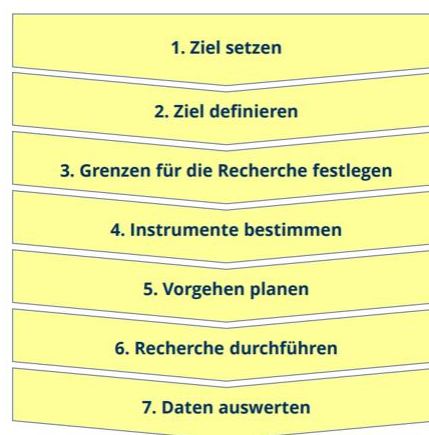 1. Ziel setzen
2. Ziel definieren
3. Grenzen für die Recherche festlegen
4. Instrumente bestimmen
5. Vorgehen planen
6. Recherche durchführen
7. Daten auswerten